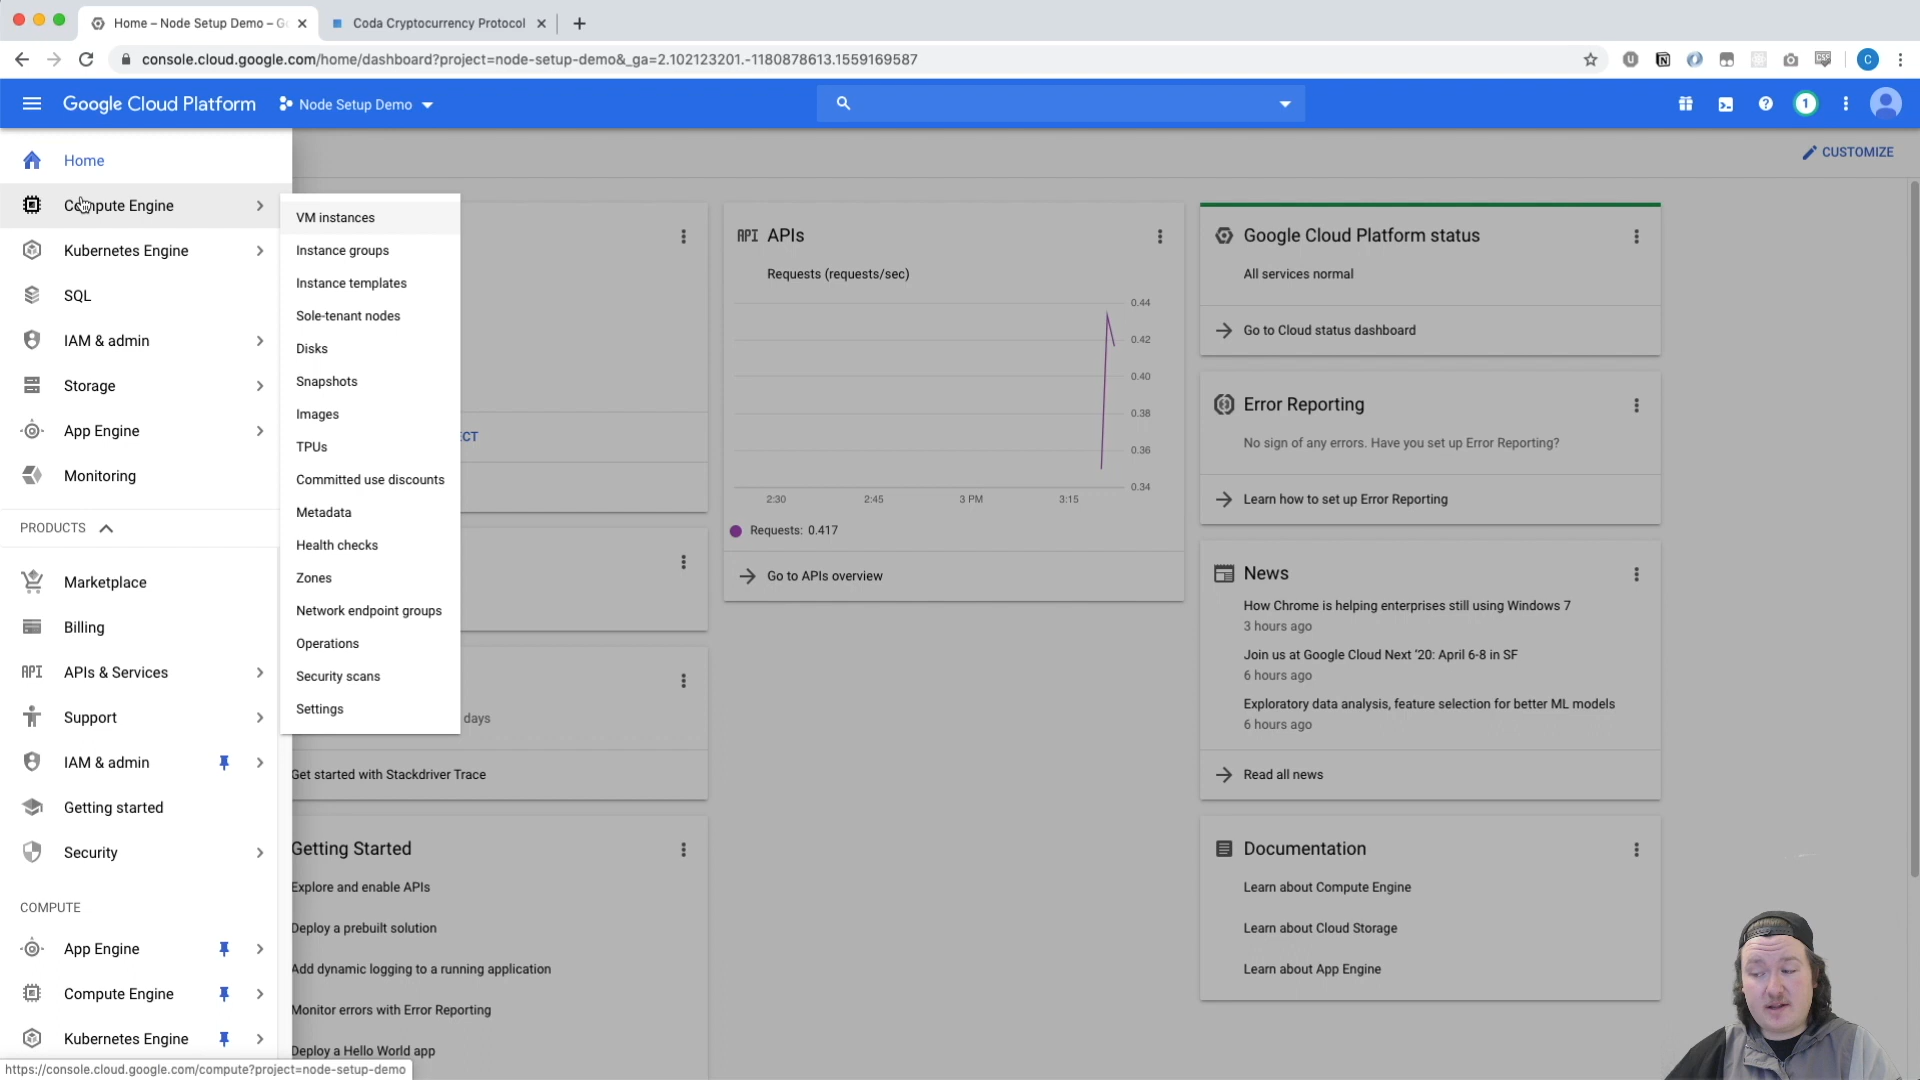 Home – Node Setup Demo – Go
Coda Cryptocurrency Protocol
console.cloud.google.com/home/dashboard?project=node-setup-demo&_ga=2.102123201.-1180878613.1559169587
C
Google Cloud Platform
Node Setup Demo
1
CUSTOMIZE
Home
Compute Engine
Kubernetes Engine
SQL
IAM & admin
Storage
App Engine
Monitoring
PRODUCTS
Marketplace
Billing
API APIs & Services
Support
IAM & admin
Getting started
Security
COMPUTE
App Engine
Compute Engine
Kubernetes Engine
https://console.cloud.google.com/compute?project=node-setup-demo
VM instances
Instance groups
Instance templates
Sole-tenant nodes
Disks
Snapshots
Images
TPUs
Committed use discounts
Metadata
Health checks
Zones
Network endpoint groups
Operations
Security scans
Settings
ECT
days
Get started with Stackdriver Trace
Getting Started
Explore and enable APIs
Deploy a prebuilt solution
Add dynamic logging to a running application
Monitor errors with Error Reporting
Deploy a Hello World app
API APIs
Requests (requests/sec)
0.44
0.42
0.40
0.38
0.36
0.34
2:30
2:45
3 PM
3:15
Requests: 0.417
Go to APIs overview
Google Cloud Platform status
All services normal
Go to Cloud status dashboard
Error Reporting
No sign of any errors. Have you set up Error Reporting?
Learn how to set up Error Reporting
News
How Chrome is helping enterprises still using Windows 7
3 hours ago
Join us at Google Cloud Next ’20: April 6-8 in SF
6 hours ago
Exploratory data analysis, feature selection for better ML models
6 hours ago
Read all news
Documentation
Learn about Compute Engine
Learn about Cloud Storage
Learn about App Engine